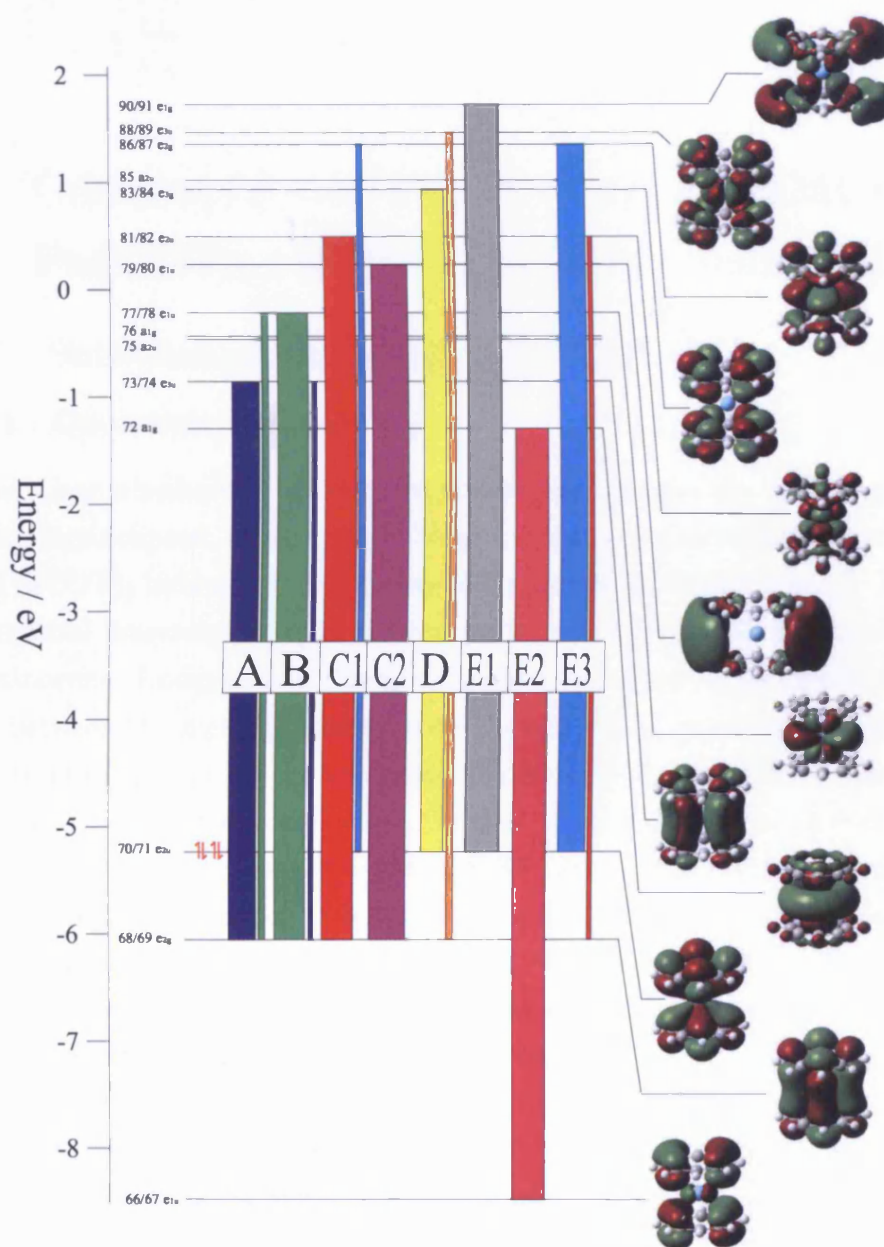 2
90/91 e1g
88/89 e3u
86/87 e2g
85 a2u
1
83/84 e3g
81/82 e2u
79/80 e1u
0
77/78 e1u
76 a1g
75 a2u
73/74 e3u
-1
72 a1g
-2
Energy / eV
-3
A B C1 C2 D E1 E2 E3
-4
-5
70/71 e2u
-6
68/69 e2g
-7
-8
66/67 e1u